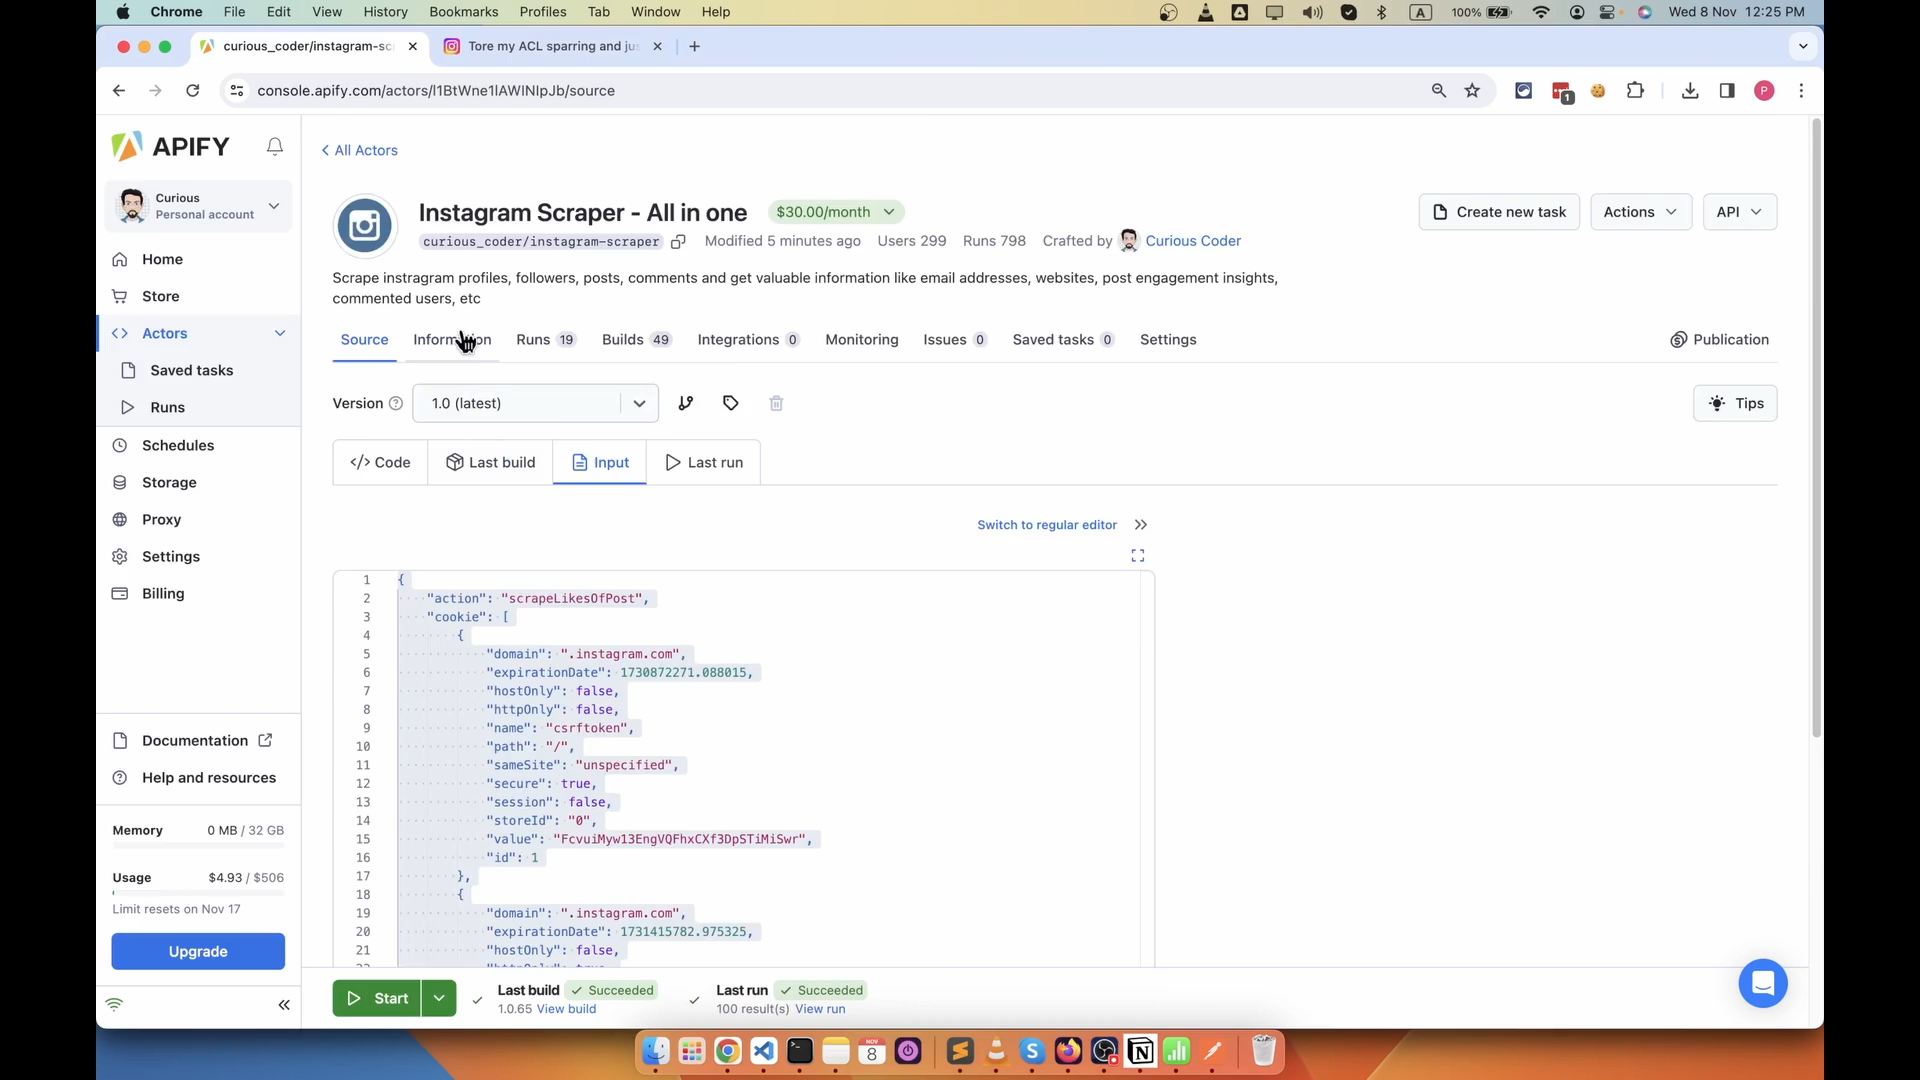 Chrome File Edit View History Bookmarks Profiles Tab Window Help
A 100% Wed 8 Nov 12:25 PM
curious_coder/instagram-sc
Tore my ACL sparring and ju
console.apify.com/actors/I1BtWne1lAWlNIpJb/source
1
P
APIFY
Curious
Personal account
Home
Store
Actors
Saved tasks
Runs
Schedules
Storage
Proxy
Settings
Billing
Documentation
Help and resources
Memory 0 MB / 32 GB
Usage $4.93 / $506
Limit resets on Nov 17
Upgrade
All Actors
Instagram Scraper - All in one $30.00/month
curious_coder/instagram-scraper Modified 5 minutes ago Users 299 Runs 798 Crafted by Curious Coder
Create new task Actions API
Scrape instragram profiles, followers, posts, comments and get valuable information like email addresses, websites, post engagement insights,
commented users, etc
Source Information Runs 19 Builds 49 Integrations 0 Monitoring Issues 0 Saved tasks 0 Settings Publication
Version 1.0 (latest) Tips
</> Code Last build Input Last run
Switch to regular editor
1 {
2 "action": "scrapeLikesOfPost",
3 "cookie": [
4 {
5 "domain": ".instagram.com",
6 "expirationDate": 1730872271.088015,
7 "hostOnly": false,
8 "httpOnly": false,
9 "name": "csrftoken",
10 "path": "/",
11 "sameSite": "unspecified",
12 "secure": true,
13 "session": false,
14 "storeId": "0",
15 "value": "FcvuiMyw13EngVQFhxCXf3DpSTiMiSwr",
16 "id": 1
17 },
18 {
19 "domain": ".instagram.com",
20 "expirationDate": 1731415782.975325,
21 "hostOnly": false,
Start
Last build Succeeded
1.0.65 View build
Last run Succeeded
100 result(s) View run
NOV
8